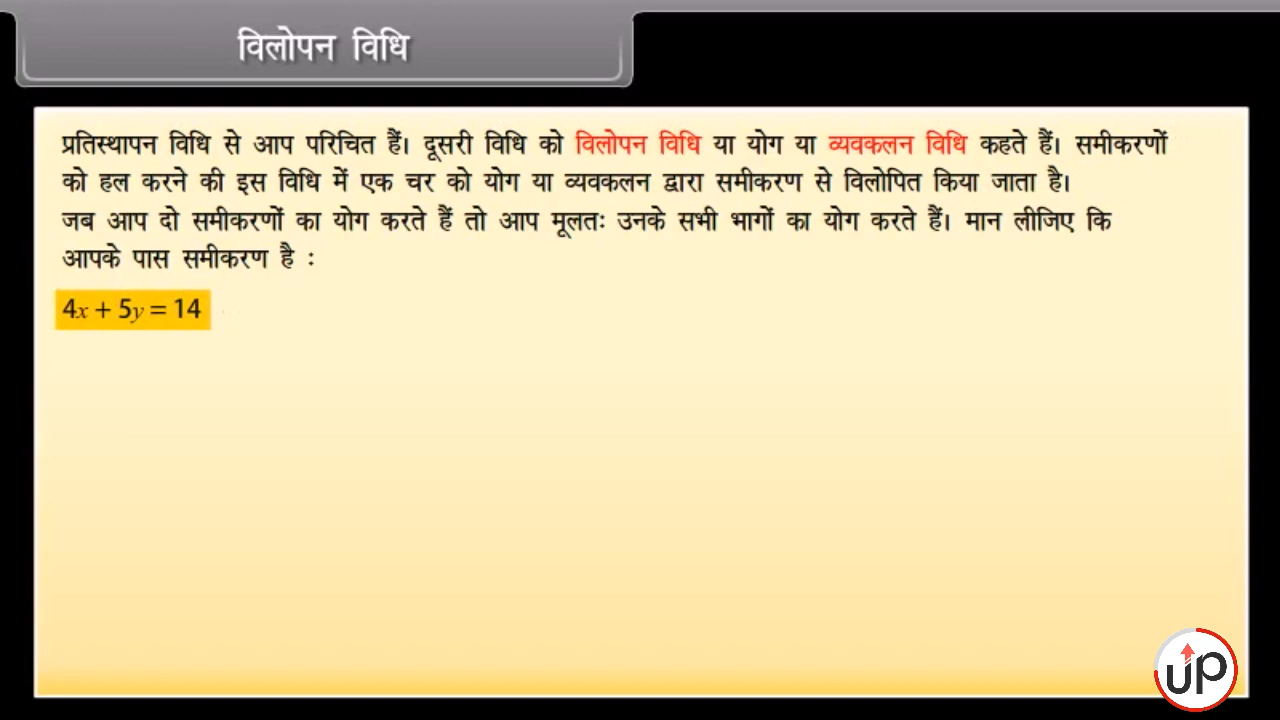 विलोपन विधि
प्रतिस्थापन विधि से आप परिचित हैं। दूसरी विधि को विलोपन विधि या योग या व्यवकलन विधि कहते हैं। समीकरणों
को हल करने की इस विधि में एक चर को योग या व्यवकलन द्वारा समीकरण से विलोपित किया जाता है।
जब आप दो समीकरणों का योग करते हैं तो आप मूलतः उनके सभी भागों का योग करते हैं। मान लीजिए कि
आपके पास समीकरण है :
4x + 5y = 14
UP